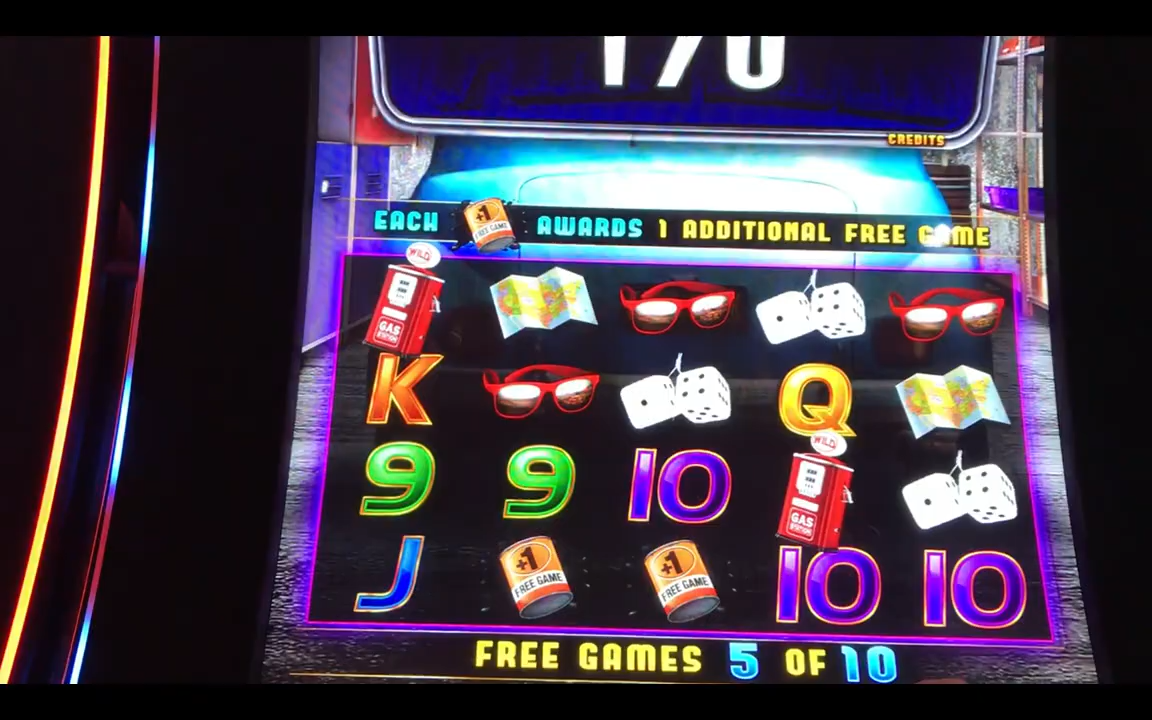 170
CREDITS
EACH +1 FREE GAME AWARDS 1 ADDITIONAL FREE GAME
WILD
GAS
STATION
K
Q
9 9 10
WILD
GAS
STATION
J
+1
FREE GAME
+1
FREE GAME
10 10
FREE GAMES 5 OF 10